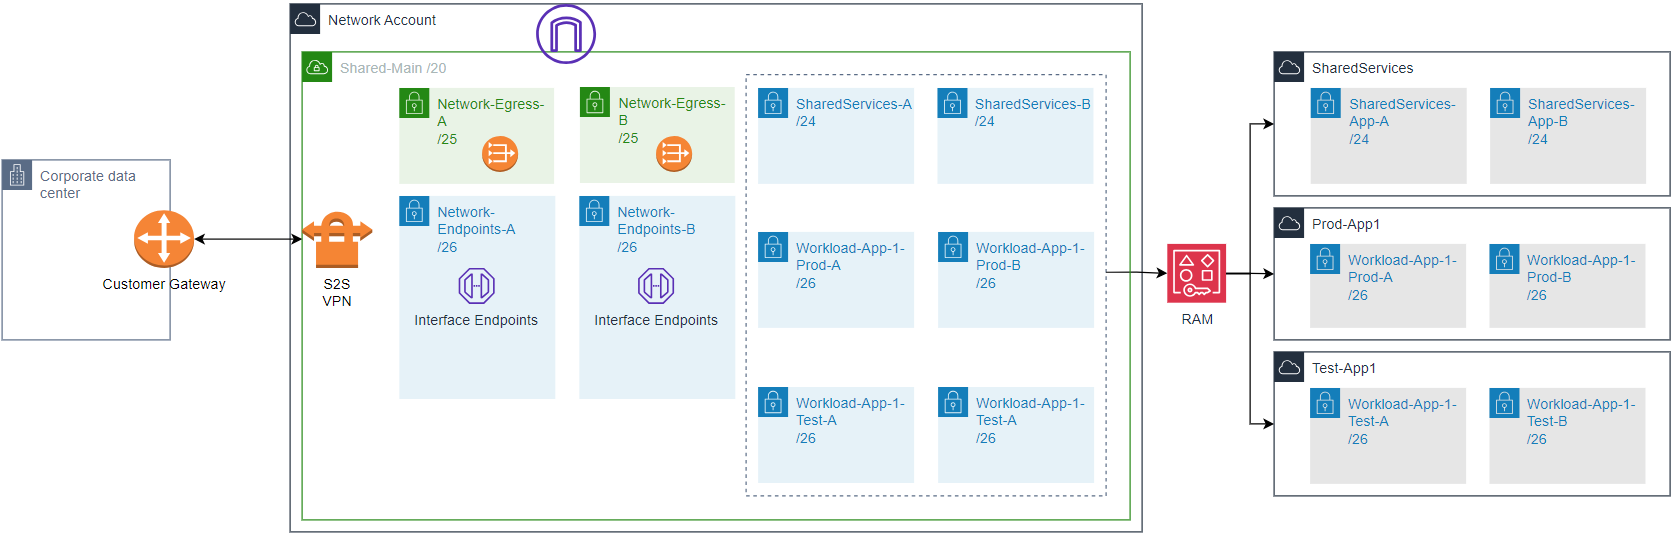 Network Account
Shared-Main /20
Network-Egress-
A
/25
Network-Egress-
B
/25
SharedServices-A
/24
SharedServices-B
/24
Corporate data
center
Customer Gateway
S2S
VPN
Network-
Endpoints-A
/26
Interface Endpoints
Network-
Endpoints-B
/26
Interface Endpoints
Workload-App-1-
Prod-A
/26
Workload-App-1-
Prod-B
/26
Workload-App-1-
Test-A
/26
Workload-App-1-
Test-A
/26
RAM
SharedServices
SharedServices-
App-A
/24
SharedServices-
App-B
/24
Prod-App1
Workload-App-1-
Prod-A
/26
Workload-App-1-
Prod-B
/26
Test-App1
Workload-App-1-
Test-A
/26
Workload-App-1-
Test-B
/26